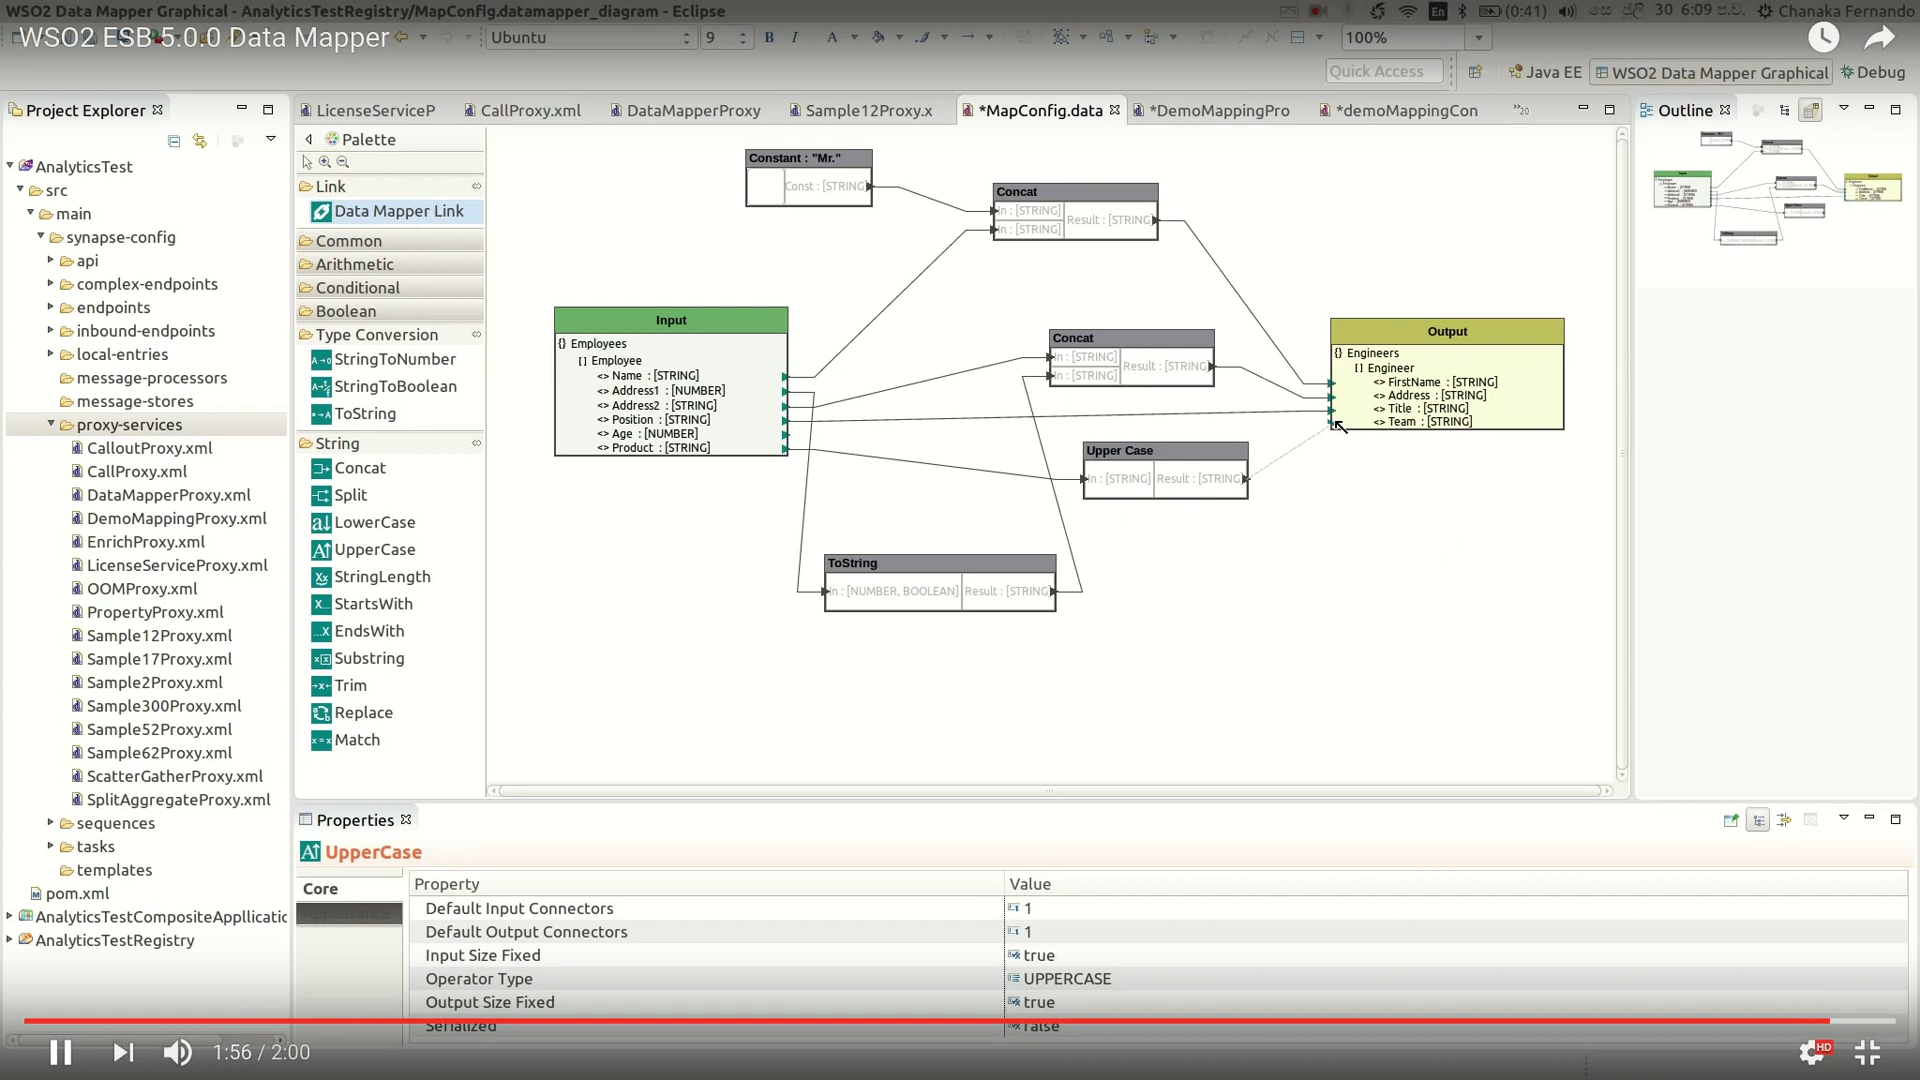 WSO2 Data Mapper Graphical - AnalyticsTestRegistry/MapConfig.datamapper_diagram - Eclipse
En (0:41) 30 6:09 Chanaka Fernando
WSO2 ESB 5.0.0 Data Mapper
Ubuntu 9 B I A 100%
Quick Access Java EE WSO2 Data Mapper Graphical Debug
Project Explorer
LicenseServiceP CallProxy.xml DataMapperProxy Sample12Proxy.x *MapConfig.data *DemoMappingPro *demoMappingCon »20
Outline
AnalyticsTest
src
main
synapse-config
api
complex-endpoints
endpoints
inbound-endpoints
local-entries
message-processors
message-stores
proxy-services
CalloutProxy.xml
CallProxy.xml
DataMapperProxy.xml
DemoMappingProxy.xml
EnrichProxy.xml
LicenseServiceProxy.xml
OOMProxy.xml
PropertyProxy.xml
Sample12Proxy.xml
Sample17Proxy.xml
Sample2Proxy.xml
Sample300Proxy.xml
Sample52Proxy.xml
Sample62Proxy.xml
ScatterGatherProxy.xml
SplitAggregateProxy.xml
sequences
tasks
templates
pom.xml
AnalyticsTestCompositeAppllicatic
AnalyticsTestRegistry
Palette
Link
Data Mapper Link
Common
Arithmetic
Conditional
Boolean
Type Conversion
StringToNumber
StringToBoolean
ToString
String
Concat
Split
LowerCase
UpperCase
StringLength
StartsWith
EndsWith
Substring
Trim
Replace
Match
Constant : "Mr."
Const : [STRING]
Concat
In : [STRING]
In : [STRING]
Result : [STRING]
Input
{} Employees
[] Employee
<> Name : [STRING]
<> Address1 : [NUMBER]
<> Address2 : [STRING]
<> Position : [STRING]
<> Age : [NUMBER]
<> Product : [STRING]
Concat
In : [STRING]
In : [STRING]
Result : [STRING]
Output
{} Engineers
[] Engineer
<> FirstName : [STRING]
<> Address : [STRING]
<> Title : [STRING]
<> Team : [STRING]
Upper Case
In : [STRING] Result : [STRING]
ToString
In : [NUMBER, BOOLEAN] Result : [STRING]
Properties
UpperCase
Core
Property Value
Default Input Connectors 1
Default Output Connectors 1
Input Size Fixed true
Operator Type UPPERCASE
Output Size Fixed true
Serialized false
1:56 / 2:00
HD